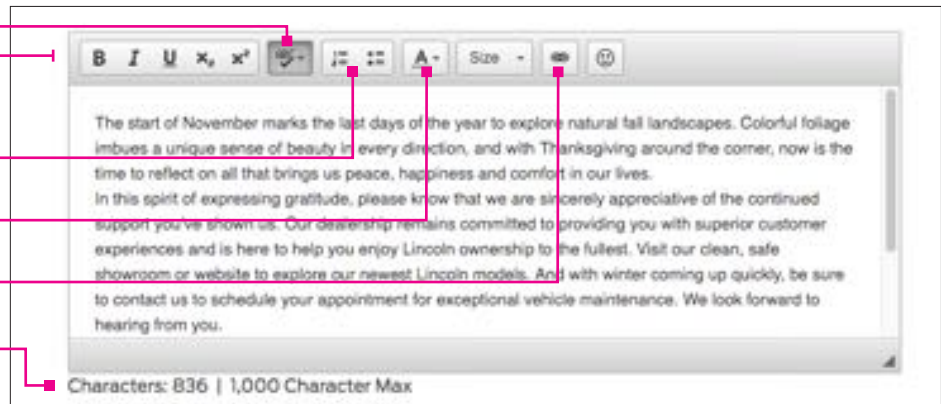 B I U x₂ x² A Size
The start of November marks the last days of the year to explore natural fall landscapes. Colorful foliage
imbues a unique sense of beauty in every direction, and with Thanksgiving around the corner, now is the
time to reflect on all that brings us peace, happiness and comfort in our lives.
In this spirit of expressing gratitude, please know that we are sincerely appreciative of the continued
support you've shown us. Our dealership remains committed to providing you with superior customer
experiences and is here to help you enjoy Lincoln ownership to the fullest. Visit our clean, safe
showroom or website to explore our newest Lincoln models. And with winter coming up quickly, be sure
to contact us to schedule your appointment for exceptional vehicle maintenance. We look forward to
hearing from you.
Characters: 836 | 1,000 Character Max